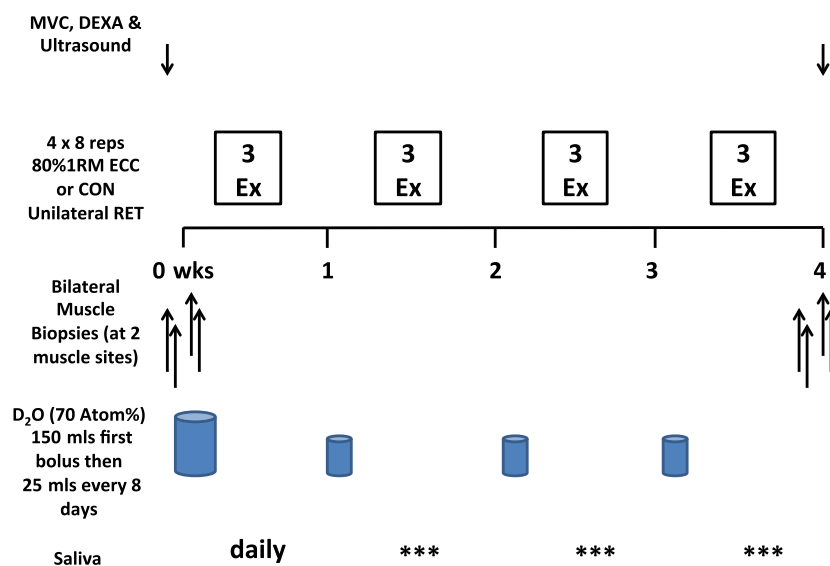 MVC, DEXA &
Ultrasound
4 x 8 reps
80%1RM ECC
or CON
Unilateral RET
3
Ex
3
Ex
3
Ex
3
Ex
0 wks
1
2
3
4
Bilateral
Muscle
Biopsies (at 2
muscle sites)
D₂O (70 Atom%)
150 mls first
bolus then
25 mls every 8
days
Saliva
daily
***
***
***